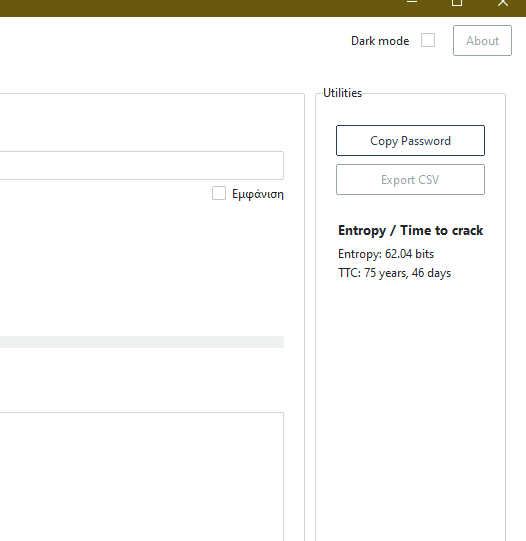 Dark mode
About
Utilities
Copy Password
Εμφάνιση
Export CSV
Entropy / Time to crack
Entropy: 62.04 bits
TTC: 75 years, 46 days